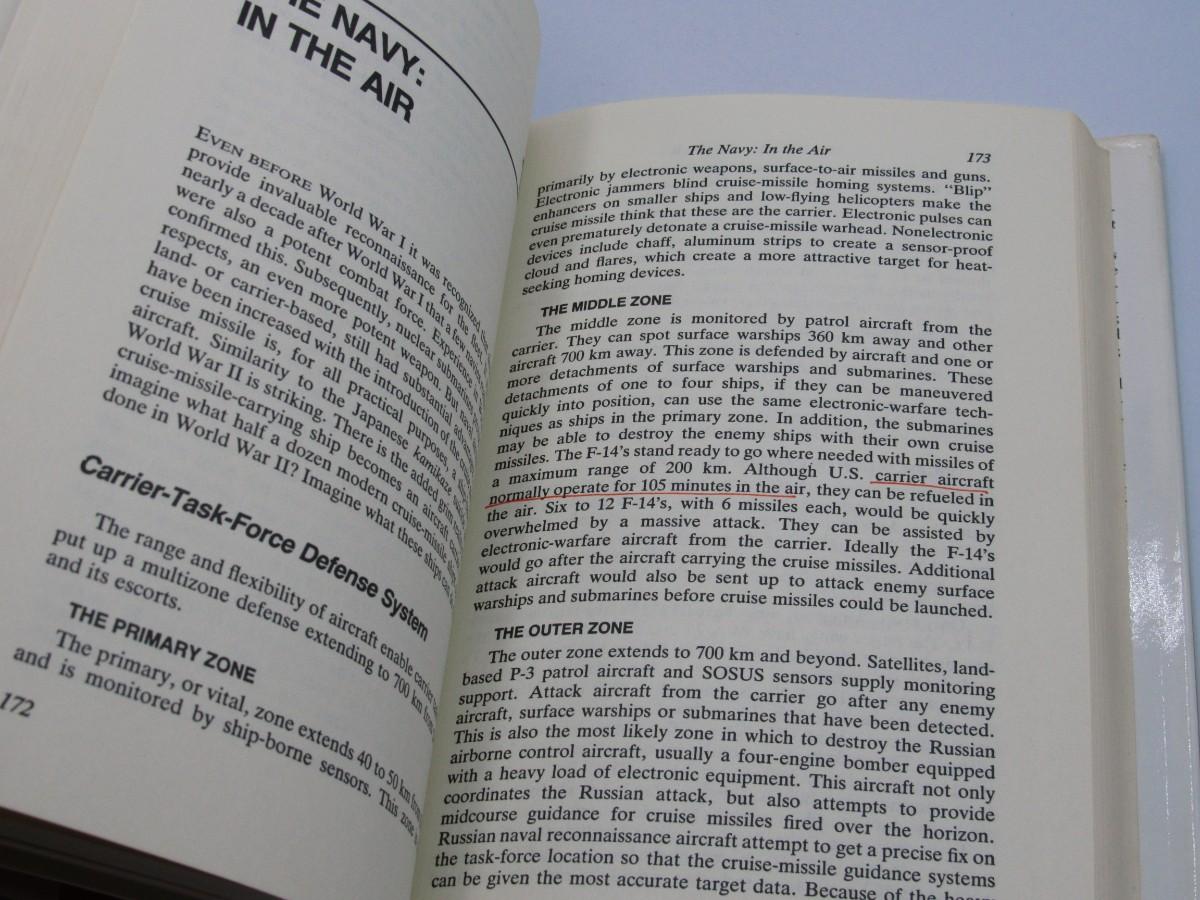 E NAVY:
IN THE AIR
EVEN BEFORE World War I it was recognized
provide invaluable reconnaissance for the fleet.
nearly a decade after World War I that a few naval
were also a potent combat force. Experience in
confirmed this. Subsequently, nuclear submarines
respects, an even more potent weapon. But naval
land- or carrier-based, still had substantial advantages
have been increased with the introduction of the
cruise missile is, for all practical purposes, a
aircraft. Similarity to the Japanese kamikaze
World War II is striking. There is the added grim
cruise-missile-carrying ship becomes an aircraft
imagine what half a dozen modern cruise-missile ships
done in World War II? Imagine what these ships
Carrier-Task-Force Defense System
The range and flexibility of aircraft enable carrier
put up a multizone defense extending to 700 km from
and its escorts.
THE PRIMARY ZONE
The primary, or vital, zone extends 40 to 50 km from
and is monitored by ship-borne sensors. This zone
172
The Navy: In the Air 173
primarily by electronic weapons, surface-to-air missiles and guns.
Electronic jammers blind cruise-missile homing systems. "Blip"
enhancers on smaller ships and low-flying helicopters make the
cruise missile think that these are the carrier. Electronic pulses can
even prematurely detonate a cruise-missile warhead. Nonelectronic
devices include chaff, aluminum strips to create a sensor-proof
cloud and flares, which create a more attractive target for heat-
seeking homing devices.
THE MIDDLE ZONE
The middle zone is monitored by patrol aircraft from the
carrier. They can spot surface warships 360 km away and other
aircraft 700 km away. This zone is defended by aircraft and one or
more detachments of surface warships and submarines. These
detachments of one to four ships, if they can be maneuvered
quickly into position, can use the same electronic-warfare tech-
niques as ships in the primary zone. In addition, the submarines
may be able to destroy the enemy ships with their own cruise
missiles. The F-14's stand ready to go where needed with missiles of
a maximum range of 200 km. Although U.S. carrier aircraft
normally operate for 105 minutes in the air, they can be refueled in
the air. Six to 12 F-14's, with 6 missiles each, would be quickly
overwhelmed by a massive attack. They can be assisted by
electronic-warfare aircraft from the carrier. Ideally the F-14's
would go after the aircraft carrying the cruise missiles. Additional
attack aircraft would also be sent up to attack enemy surface
warships and submarines before cruise missiles could be launched.
THE OUTER ZONE
The outer zone extends to 700 km and beyond. Satellites, land-
based P-3 patrol aircraft and SOSUS sensors supply monitoring
support. Attack aircraft from the carrier go after any enemy
aircraft, surface warships or submarines that have been detected.
This is also the most likely zone in which to destroy the Russian
airborne control aircraft, usually a four-engine bomber equipped
with a heavy load of electronic equipment. This aircraft not only
coordinates the Russian attack, but also attempts to provide
midcourse guidance for cruise missiles fired over the horizon.
Russian naval reconnaissance aircraft attempt to get a precise fix on
the task-force location so that the cruise-missile guidance systems
can be given the most accurate target data. Because of the heavy